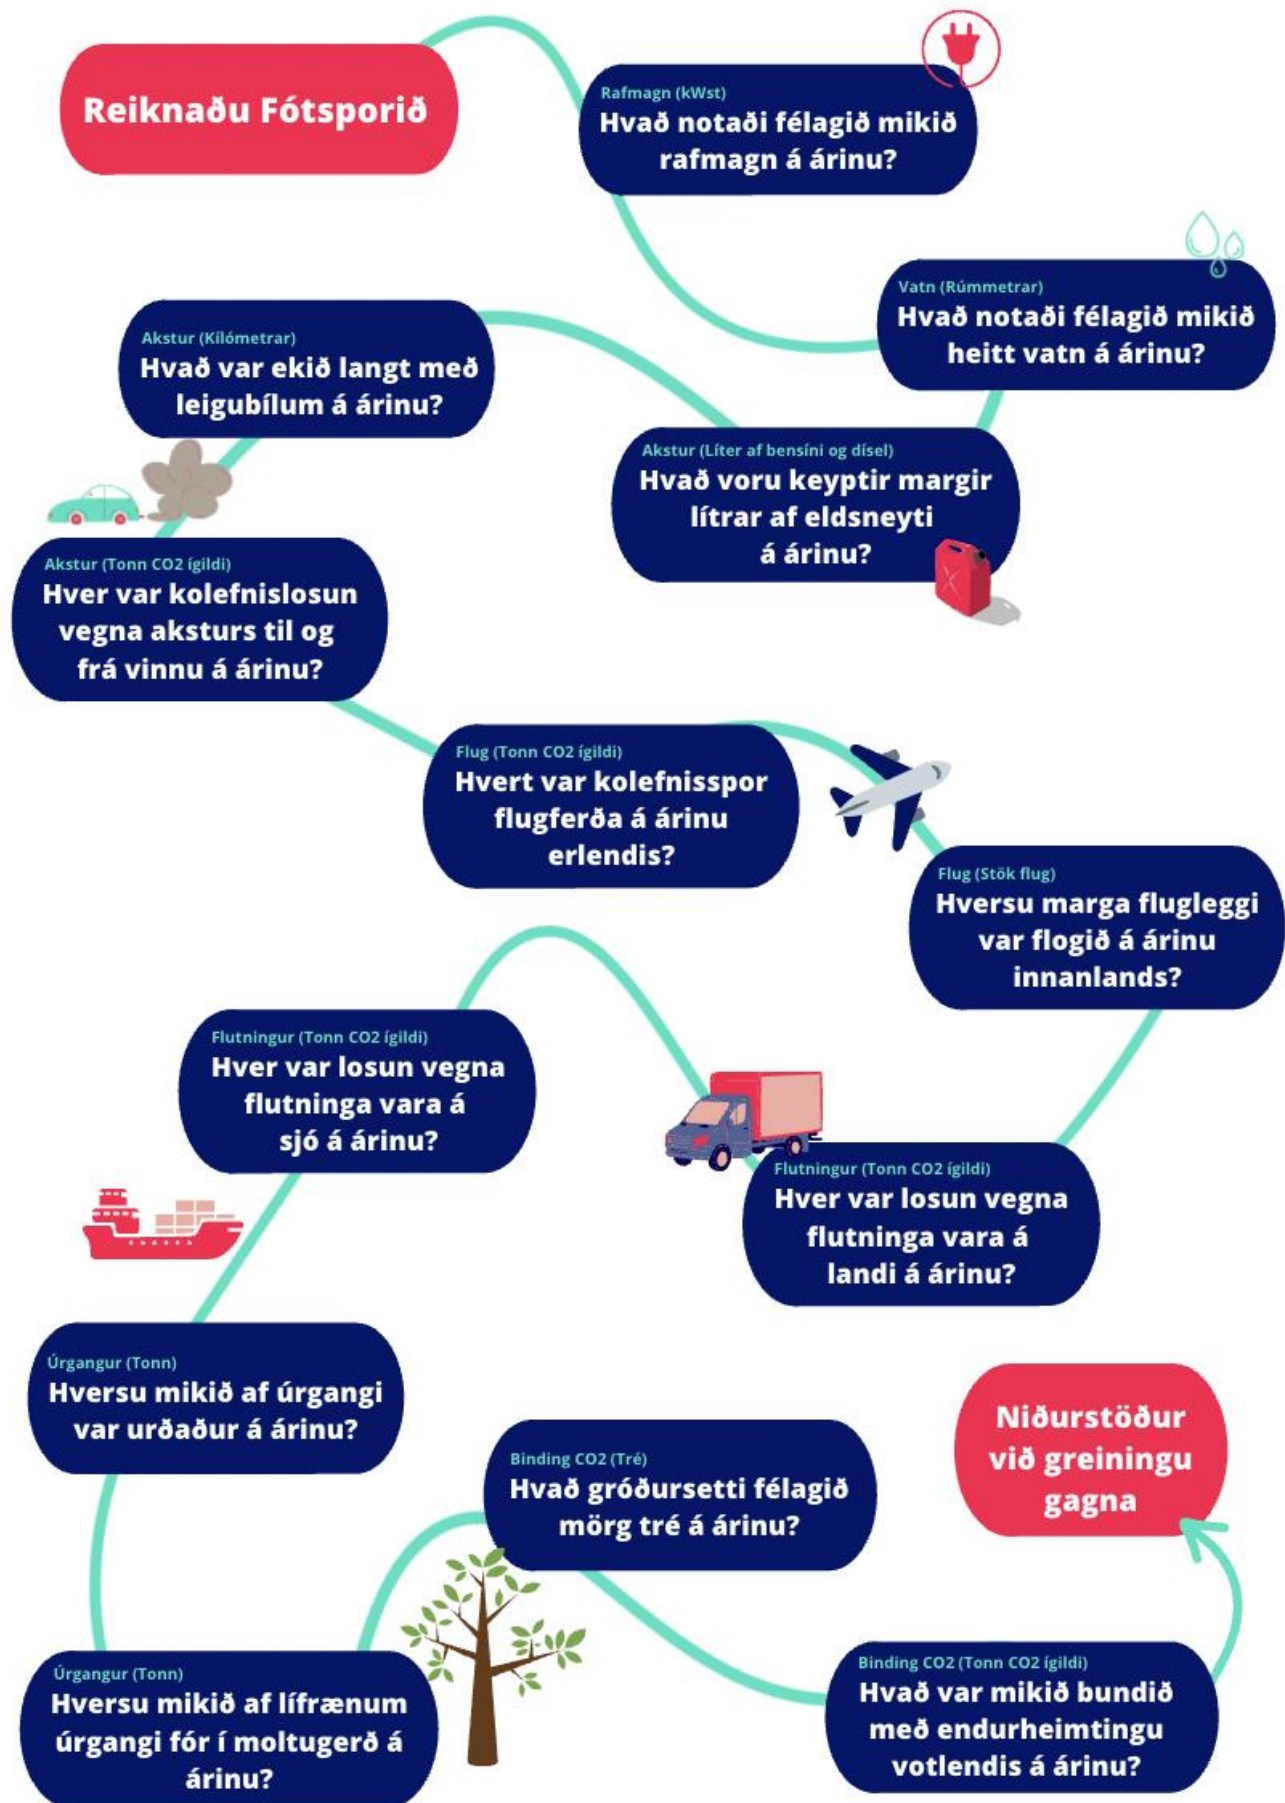 Reiknaðu Fótsporið
Rafmagn (kWst)
Hvað notaði félagið mikið
rafmagn á árinu?
Vatn (Rúmmetrar)
Hvað notaði félagið mikið
heitt vatn á árinu?
Akstur (Líter af bensíni og dísel)
Hvað voru keyptir margir
lítrar af eldsneyti
á árinu?
Akstur (Kílómetrar)
Hvað var ekið langt með
leigubílum á árinu?
Akstur (Tonn CO2 ígildi)
Hver var kolefnislosun
vegna aksturs til og
frá vinnu á árinu?
Flug (Tonn CO2 ígildi)
Hvert var kolefnisspor
flugferða á árinu
erlendis?
Flug (Stök flug)
Hversu marga flugleggi
var flogið á árinu
innanlands?
Flutningur (Tonn CO2 ígildi)
Hver var losun vegna
flutninga vara á
landi á árinu?
Flutningur (Tonn CO2 ígildi)
Hver var losun vegna
flutninga vara á
sjó á árinu?
Úrgangur (Tonn)
Hversu mikið af úrgangi
var urðaður á árinu?
Úrgangur (Tonn)
Hversu mikið af lífrænum
úrgangi fór í moltugerð á
árinu?
Binding CO2 (Tré)
Hvað gróðursetti félagið
mörg tré á árinu?
Binding CO2 (Tonn CO2 ígildi)
Hvað var mikið bundið
með endurheimtingu
votlendis á árinu?
Niðurstöður
við greiningu
gagna